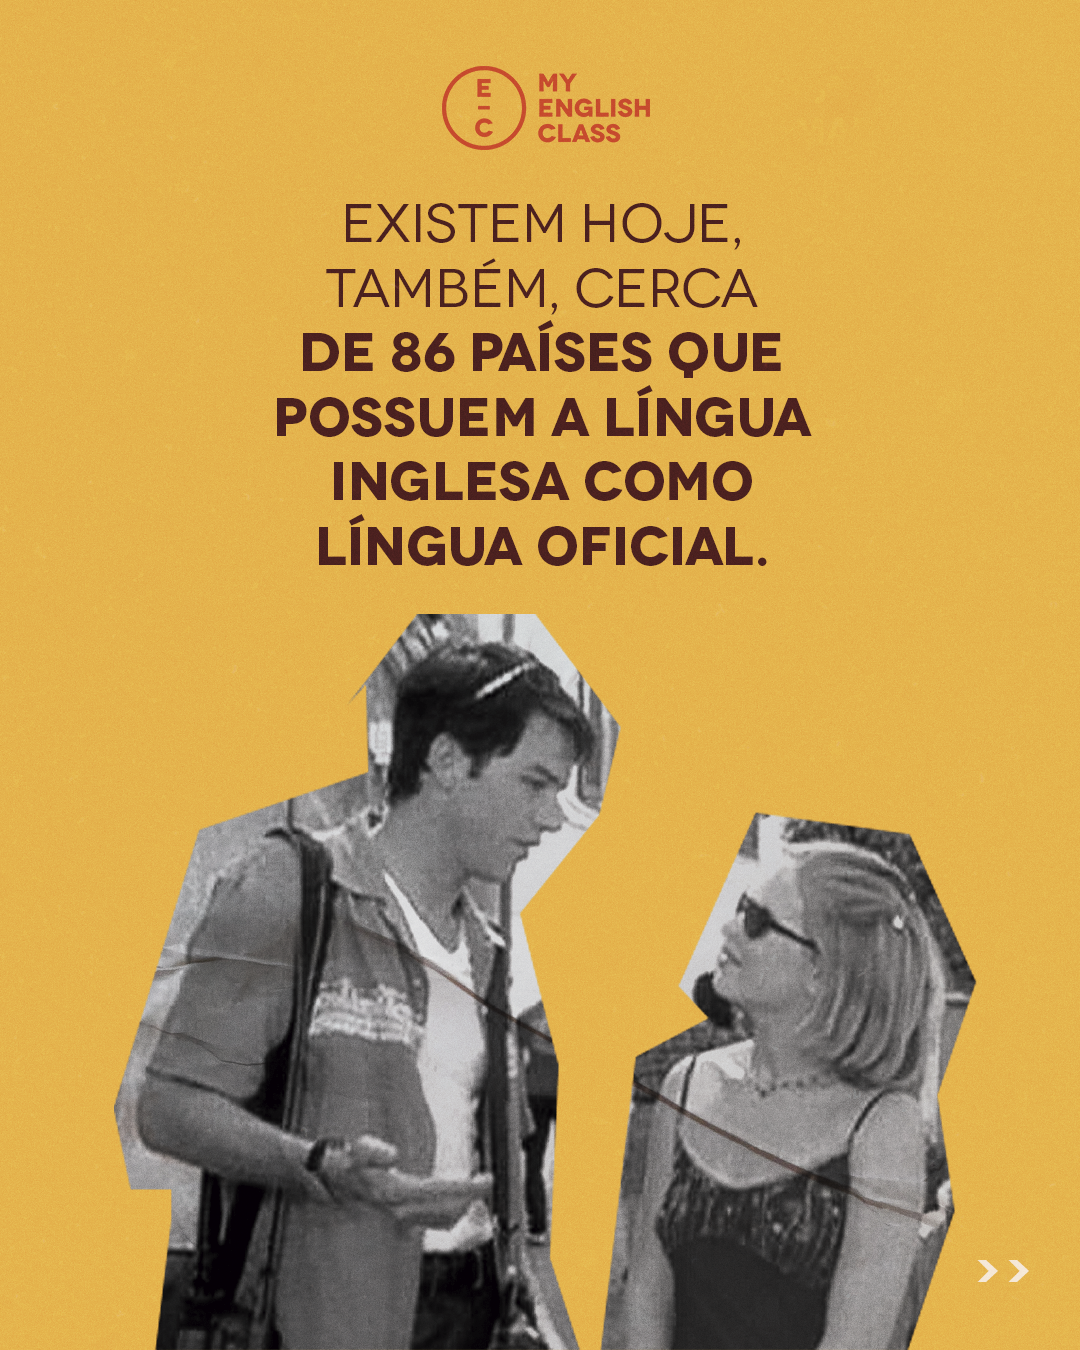 E-C
MY
ENGLISH
CLASS
EXISTEM HOJE,
TAMBÉM, CERCA
DE 86 PAÍSES QUE
POSSUEM A LÍNGUA
INGLESA COMO
LÍNGUA OFICIAL.